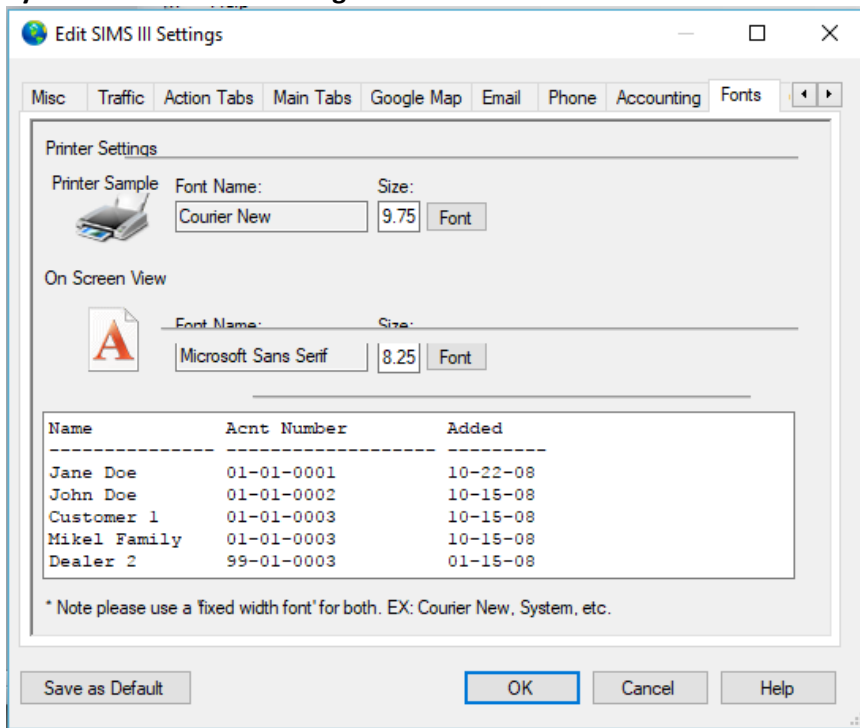 Edit SIMS III Settings
Misc Traffic Action Tabs Main Tabs Google Map Email Phone Accounting Fonts
Printer Settings
Printer Sample Font Name: Size:
Courier New 9.75 Font
On Screen View
Font Name: Size:
Microsoft Sans Serif 8.25 Font
Name Acnt Number Added
--------------- ------------------- ---------
Jane Doe 01-01-0001 10-22-08
John Doe 01-01-0002 10-15-08
Customer 1 01-01-0003 10-15-08
Mikel Family 01-01-0003 10-15-08
Dealer 2 99-01-0003 01-15-08
* Note please use a 'fixed width font' for both. EX: Courier New, System, etc.
Save as Default OK Cancel Help